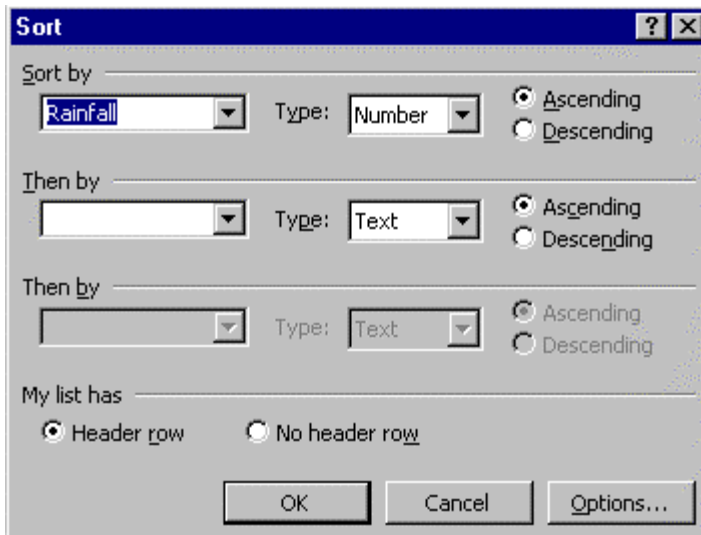 Sort
Sort by
Rainfall Type: Number Ascending
Descending
Then by
Type: Text Ascending
Descending
Then by
Type: Text Ascending
Descending
My list has
Header row No header row
OK Cancel Options...